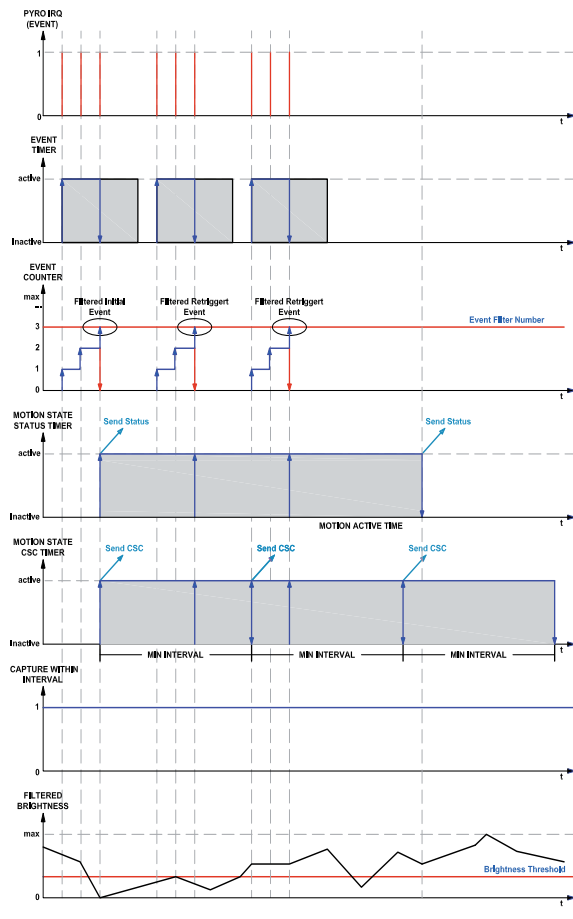 PYRO IRQ
(EVENT)
1
0
t
EVENT
TIMER
active
Inactive
t
EVENT
COUNTER
max
...
Filtered Initial
Event
Filtered Retriggert
Event
Filtered Retriggert
Event
Event Filter Number
3
2
1
0
t
MOTION STATE
STATUS TIMER
Send Status
Send Status
active
Inactive
MOTION ACTIVE TIME
t
MOTION STATE
CSC TIMER
Send CSC
Send CSC
Send CSC
active
Inactive
t
MIN INTERVAL
MIN INTERVAL
MIN INTERVAL
CAPTURE WITHIN
INTERVAL
1
0
t
FILTERED
BRIGHTNESS
max
Brightness Threshold
0
t